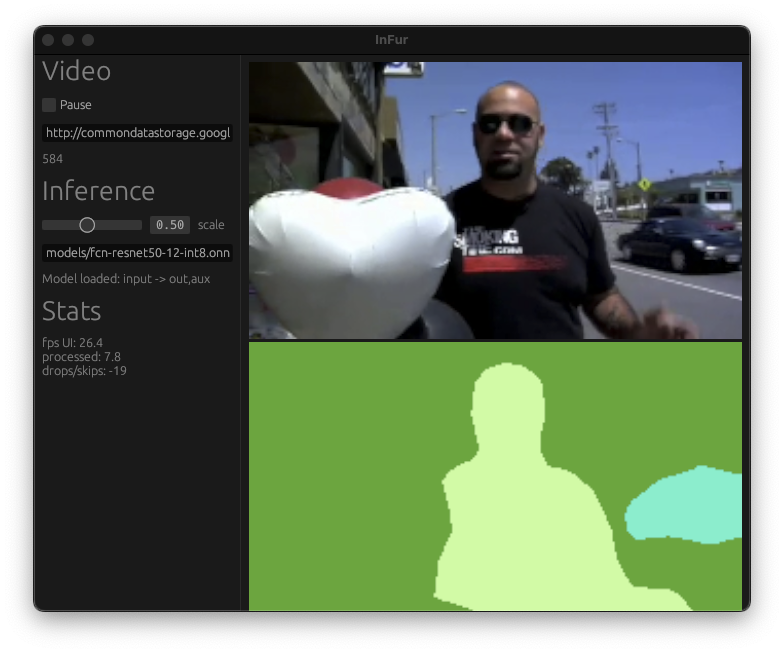 InFur
Video
Pause
http://commondatastorage.googl
584
Inference
0.50 scale
models/fcn-resnet50-12-int8.onn
Model loaded: input -> out,aux
Stats
fps UI: 26.4
processed: 7.8
drops/skips: -19